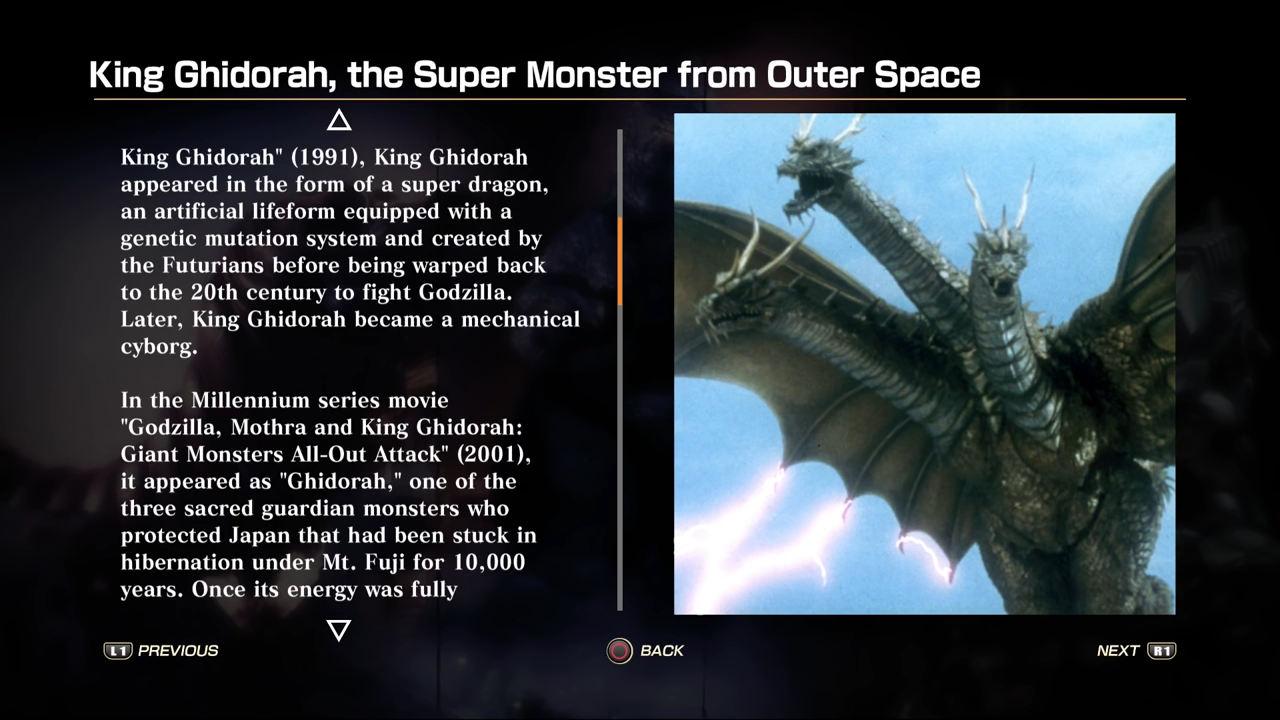 King Ghidorah, the Super Monster from Outer Space
King Ghidorah" (1991), King Ghidorah
appeared in the form of a super dragon,
an artificial lifeform equipped with a
genetic mutation system and created by
the Futurians before being warped back
to the 20th century to fight Godzilla.
Later, King Ghidorah became a mechanical
cyborg.
In the Millennium series movie
"Godzilla, Mothra and King Ghidorah:
Giant Monsters All-Out Attack" (2001),
it appeared as "Ghidorah," one of the
three sacred guardian monsters who
protected Japan that had been stuck in
hibernation under Mt. Fuji for 10,000
years. Once its energy was fully
L1 PREVIOUS
BACK
NEXT R1